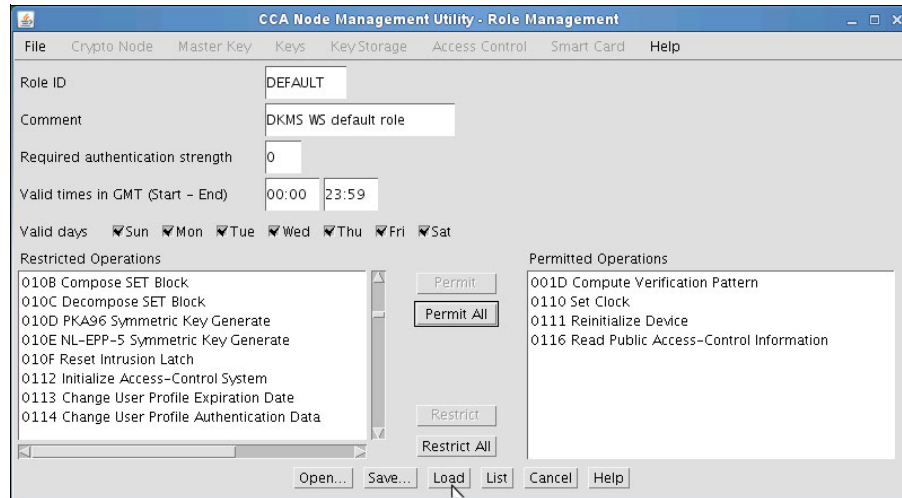 CCA Node Management Utility - Role Management
File Crypto Node Master Key Keys Key Storage Access Control Smart Card Help
Role ID DEFAULT
Comment DKMS WS default role
Required authentication strength 0
Valid times in GMT (Start - End) 00:00 23:59
Valid days Sun Mon Tue Wed Thu Fri Sat
Restricted Operations
010B Compose SET Block
010C Decompose SET Block
010D PKA96 Symmetric Key Generate
010E NL-EPP-5 Symmetric Key Generate
010F Reset Intrusion Latch
0112 Initialize Access-Control System
0113 Change User Profile Expiration Date
0114 Change User Profile Authentication Data
Permit
Permit All
Restrict
Restrict All
Permitted Operations
001D Compute Verification Pattern
0110 Set Clock
0111 Reinitialize Device
0116 Read Public Access-Control Information
Open... Save... Load List Cancel Help